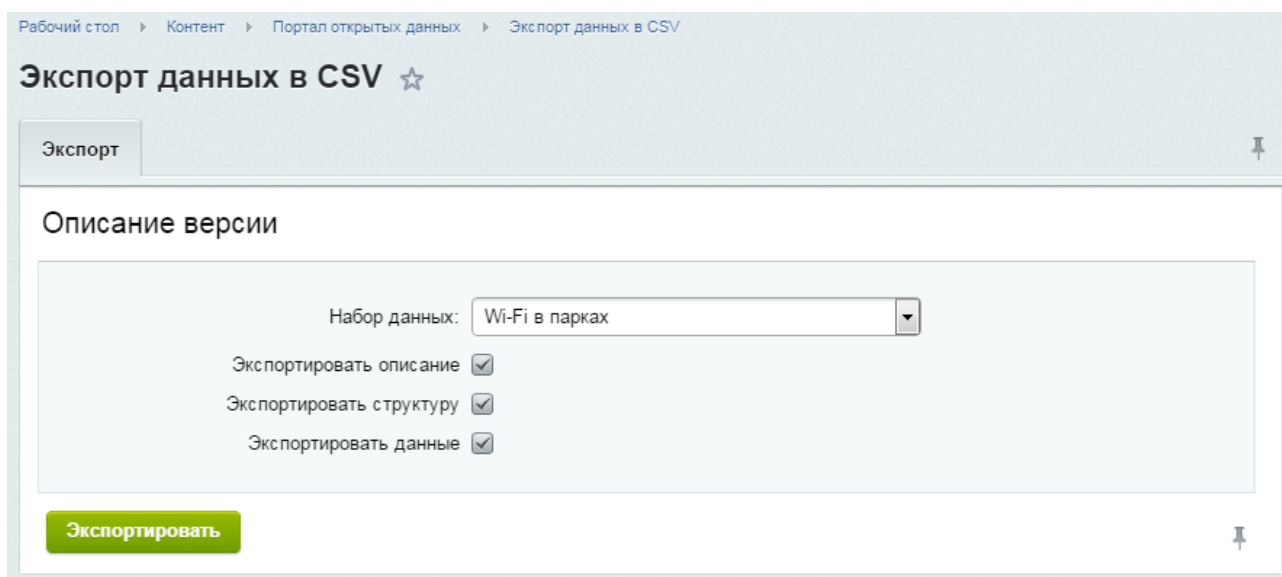 Рабочий стол Контент Портал открытых данных Экспорт данных в CSV
Экспорт данных в CSV
Экспорт
Описание версии
Набор данных: Wi-Fi в парках
Экспортировать описание
Экспортировать структуру
Экспортировать данные
Экспортировать